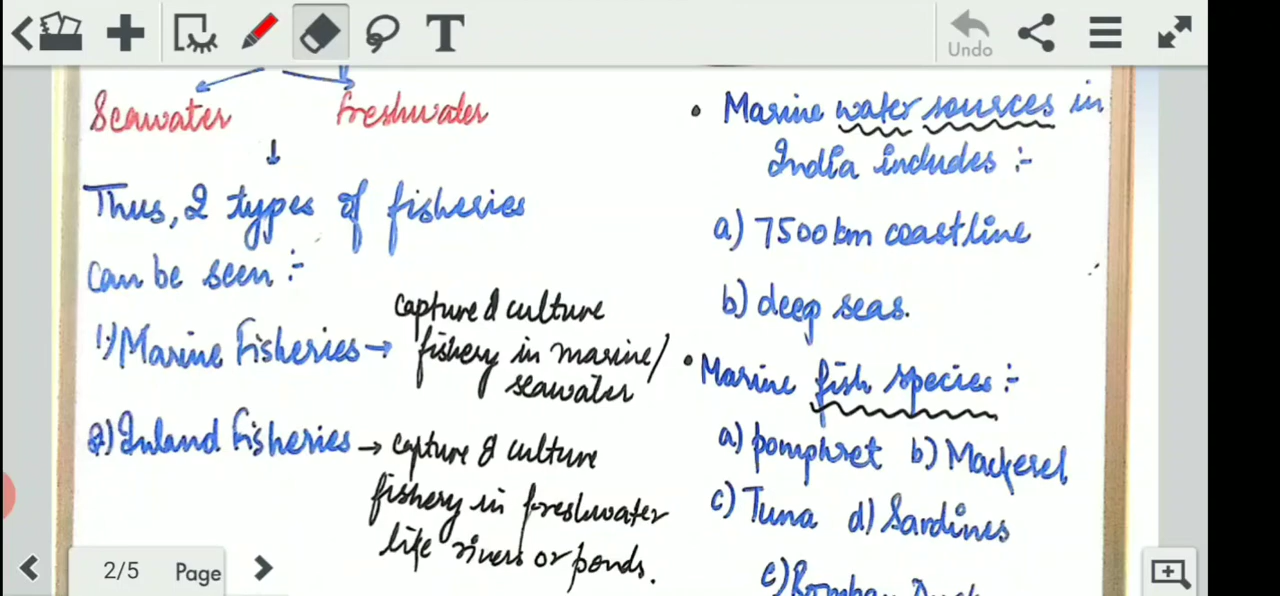 Undo
Seawater
freshwater
Thus, 2 types of fisheries
can be seen :-
1) Marine Fisheries →
capture & culture
fishery in marine/
seawater
2) Inland Fisheries →
capture & culture
fishery in freshwater
like rivers or ponds.
• Marine water sources in
India includes :-
a) 7500 km coastline
b) deep seas.
• Marine fish species :-
a) pomphret b) Mackerel
c) Tuna d) Sardines
e) Bombay Duck
2/5 Page